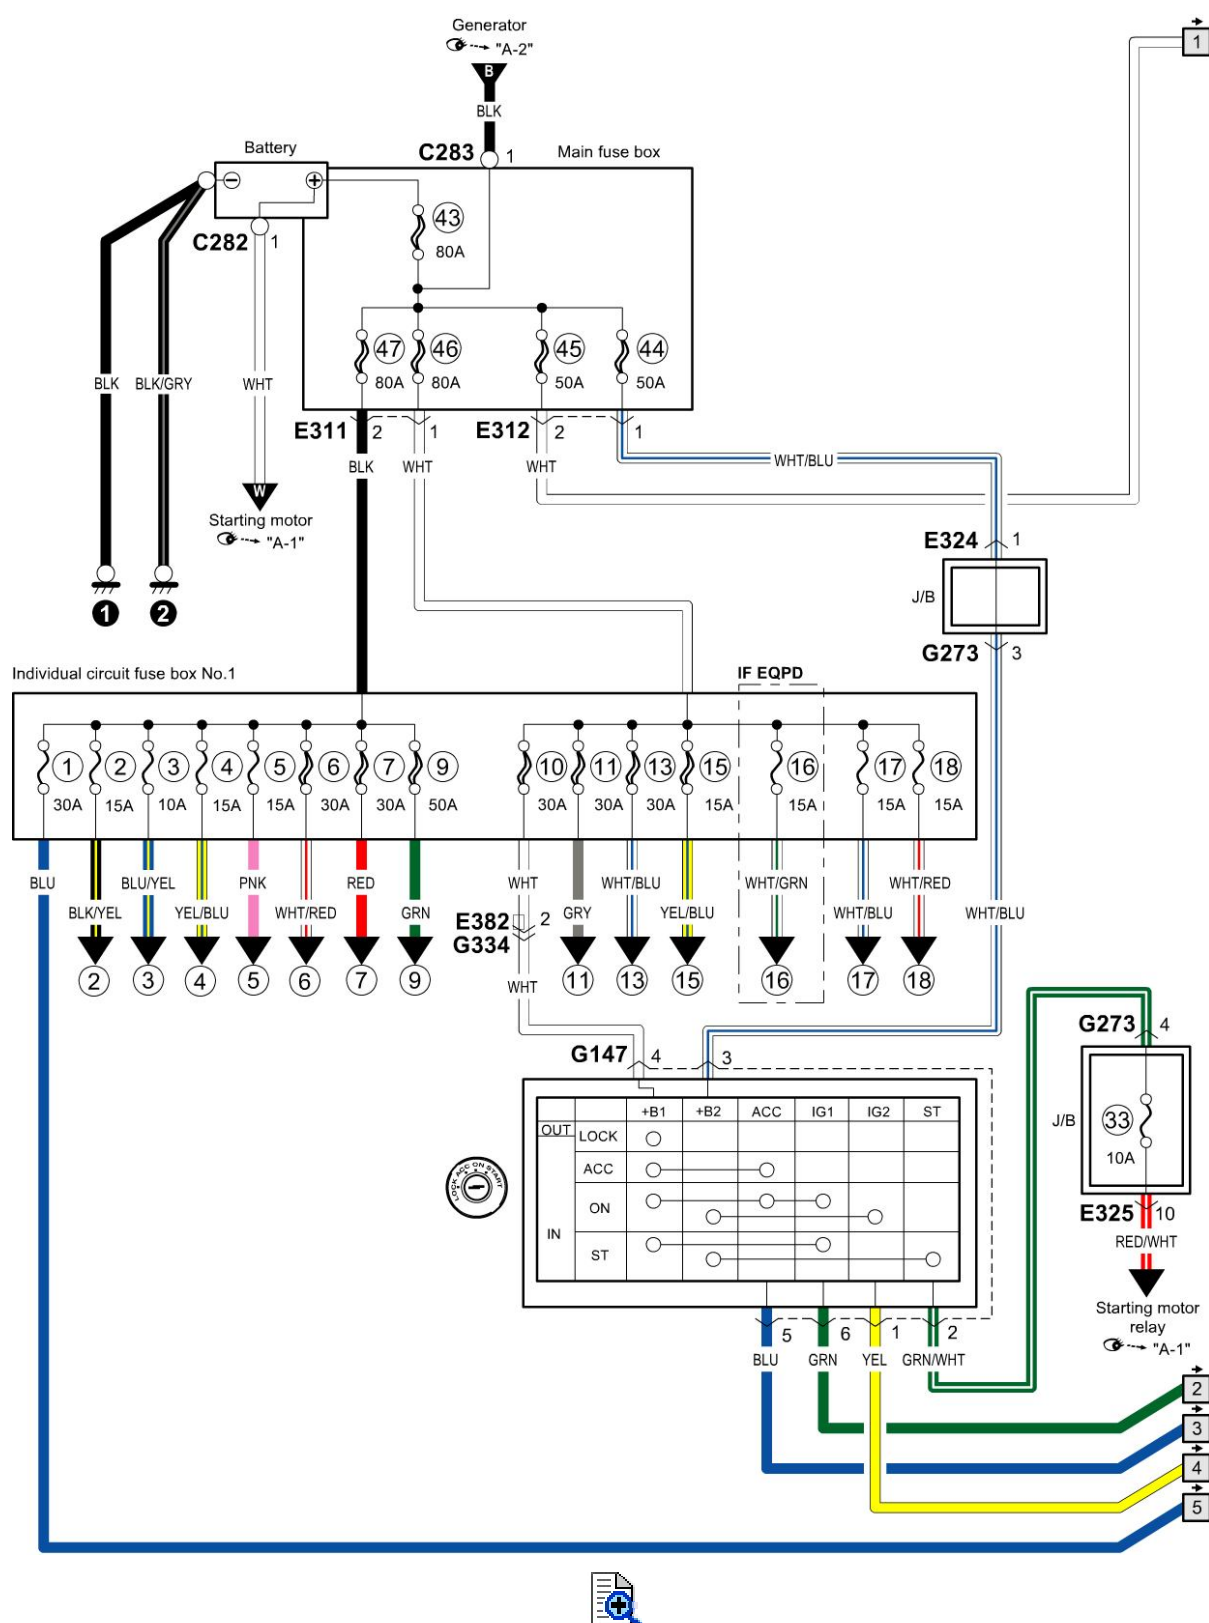 Generator
"A-2"
1
B
BLK
Battery
C283 1
Main fuse box
− +
C282 1
43
80A
47 46 45 44
80A 80A 50A 50A
BLK BLK/GRY WHT
E311 2 1 E312 2 1
BLK WHT WHT WHT/BLU
W
Starting motor
"A-1"
E324 1
J/B
1 2
G273 3
Individual circuit fuse box No.1
IF EQPD
1 2 3 4 5 6 7 9 10 11 13 15 16 17 18
30A 15A 10A 15A 15A 30A 30A 50A 30A 30A 30A 15A 15A 15A 15A
BLU BLU/YEL PNK RED WHT WHT/BLU WHT/GRN WHT/RED
BLK/YEL YEL/BLU WHT/RED GRN GRY YEL/BLU WHT/BLU WHT/BLU
E382 2
G334
2 3 4 5 6 7 9 11 13 15 16 17 18
WHT
G273 4
G147 4 3
+B1 +B2 ACC IG1 IG2 ST
OUT LOCK
ACC
ON
IN
ST
LOCK ACC ON START
J/B
33
10A
E325 10
RED/WHT
Starting motor
relay
"A-1"
5 6 1 2
BLU GRN YEL GRN/WHT
2
3
4
5